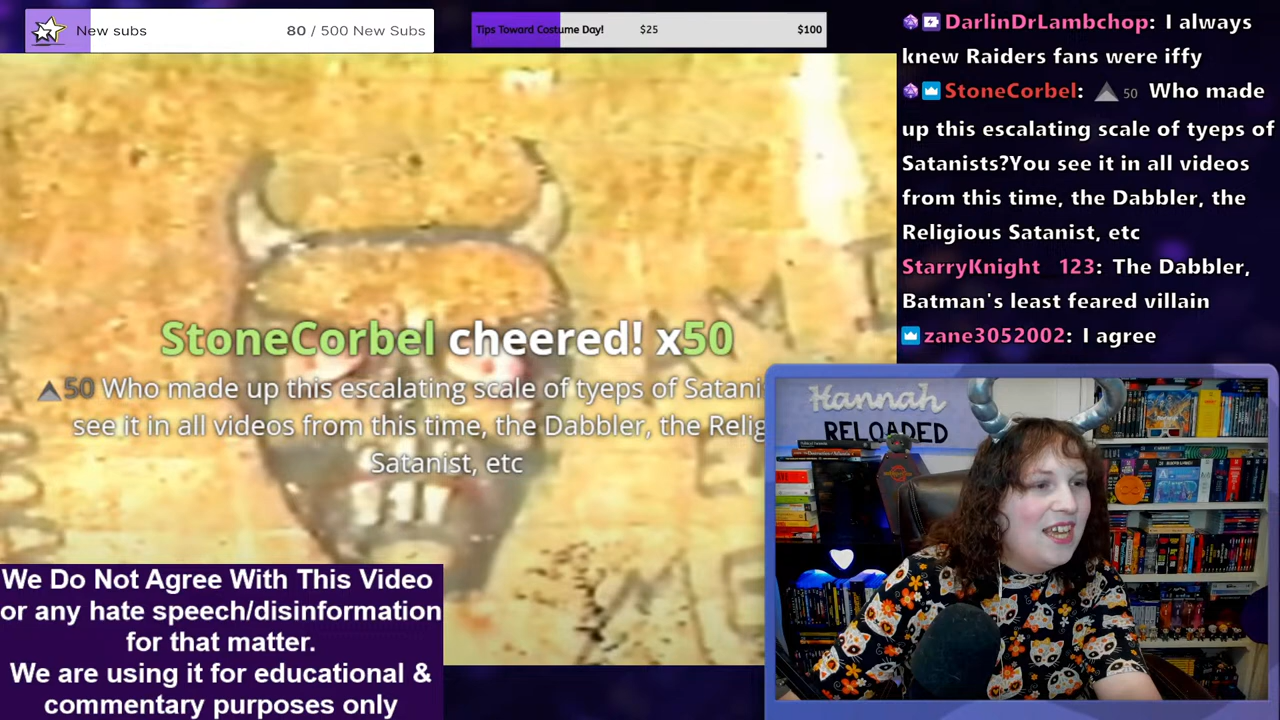 New subs
80 / 500 New Subs
Tips Toward Costume Day!
$25
$100
DarlinDrLambchop: I always
knew Raiders fans were iffy
StoneCorbel: 50 Who made
up this escalating scale of tyeps of
Satanists?You see it in all videos
from this time, the Dabbler, the
Religious Satanist, etc
StarryKnight_123: The Dabbler,
Batman's least feared villain
zane3052002: I agree
StoneCorbel cheered! x50
50 Who made up this escalating scale of tyeps of Satani
see it in all videos from this time, the Dabbler, the Relig
Satanist, etc
We Do Not Agree With This Video
or any hate speech/disinformation
for that matter.
We are using it for educational &
commentary purposes only
Hannah
RELOADED